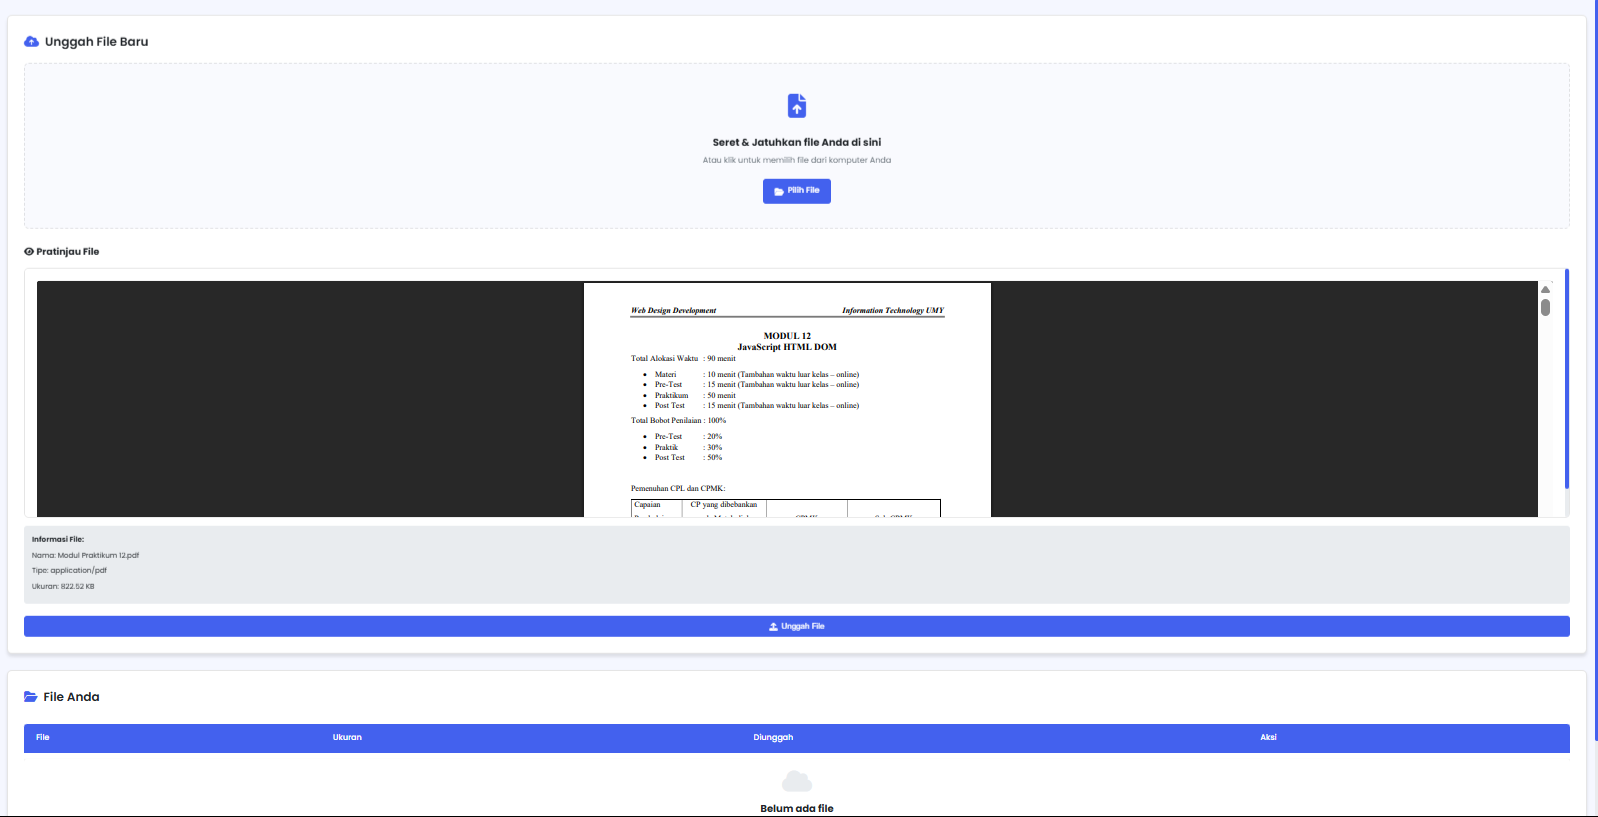 Unggah File Baru
Seret & Jatuhkan file Anda di sini
Atau klik untuk memilih file dari komputer Anda
Pilih File
Pratinjau File
Web Design Development Information Technology UMY
MODUL 12
JavaScript HTML DOM
Total Alokasi Waktu : 90 menit
• Materi : 10 menit (Tambahan waktu luar kelas – online)
• Pre-Test : 15 menit (Tambahan waktu luar kelas – online)
• Praktikum : 50 menit
• Post Test : 15 menit (Tambahan waktu luar kelas – online)
Total Bobot Penilaian : 100%
• Pre-Test : 20%
• Praktik : 30%
• Post Test : 50%
Pemenuhan CPL dan CPMK:
Capaian CP yang dibebankan
Informasi File:
Nama: Modul Praktikum 12.pdf
Tipe: application/pdf
Ukuran: 822.52 KB
Unggah File
File Anda
File Ukuran Diunggah Aksi
Belum ada file